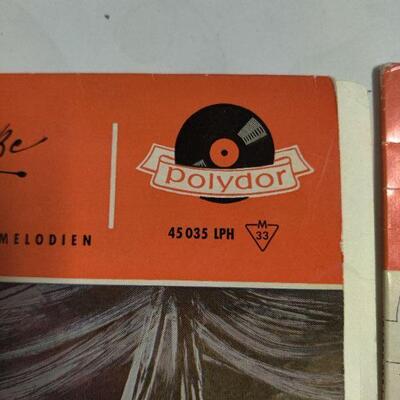 polydor
MELODIEN
45 035 LPH
M
33